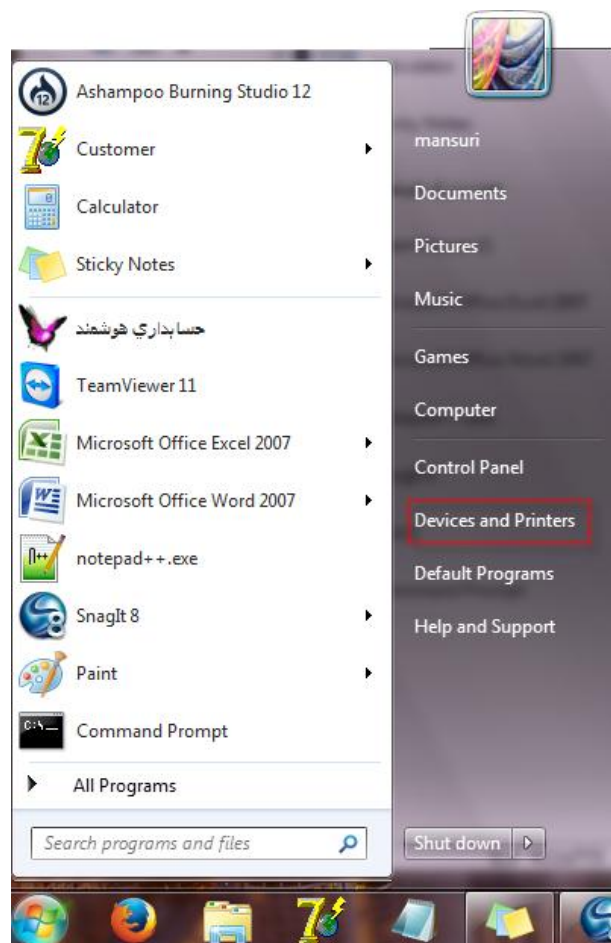 Ashampoo Burning Studio 12
Customer
Calculator
Sticky Notes
حسابداري هوشمند
TeamViewer 11
Microsoft Office Excel 2007
Microsoft Office Word 2007
notepad++.exe
SnagIt 8
Paint
Command Prompt
All Programs
Search programs and files
mansuri
Documents
Pictures
Music
Games
Computer
Control Panel
Devices and Printers
Default Programs
Help and Support
Shut down